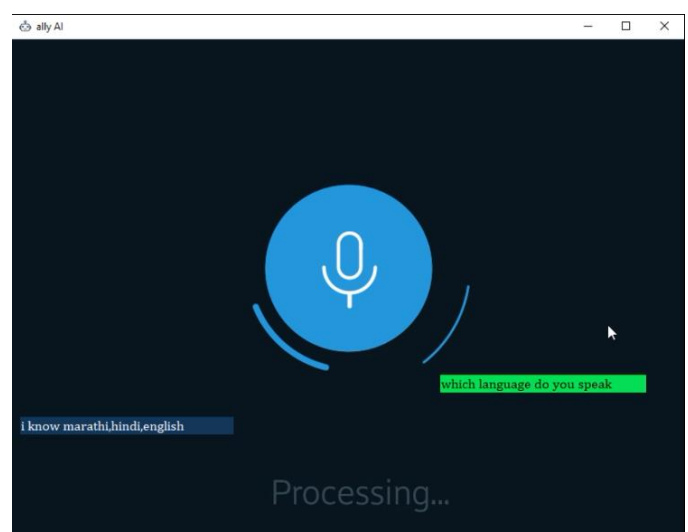 ally AI
which language do you speak
i know marathi,hindi,english
Processing...